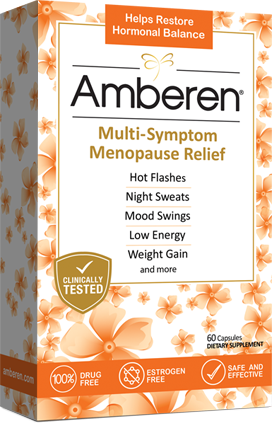 Helps Restore
Hormonal Balance
Amberen®
Multi-Symptom
Menopause Relief
Hot Flashes
Night Sweats
Mood Swings
Low Energy
Weight Gain
and more
CLINICALLY
TESTED
60 Capsules
DIETARY SUPPLEMENT
amberen.com
100% DRUG
FREE
ESTROGEN
FREE
SAFE AND
EFFECTIVE